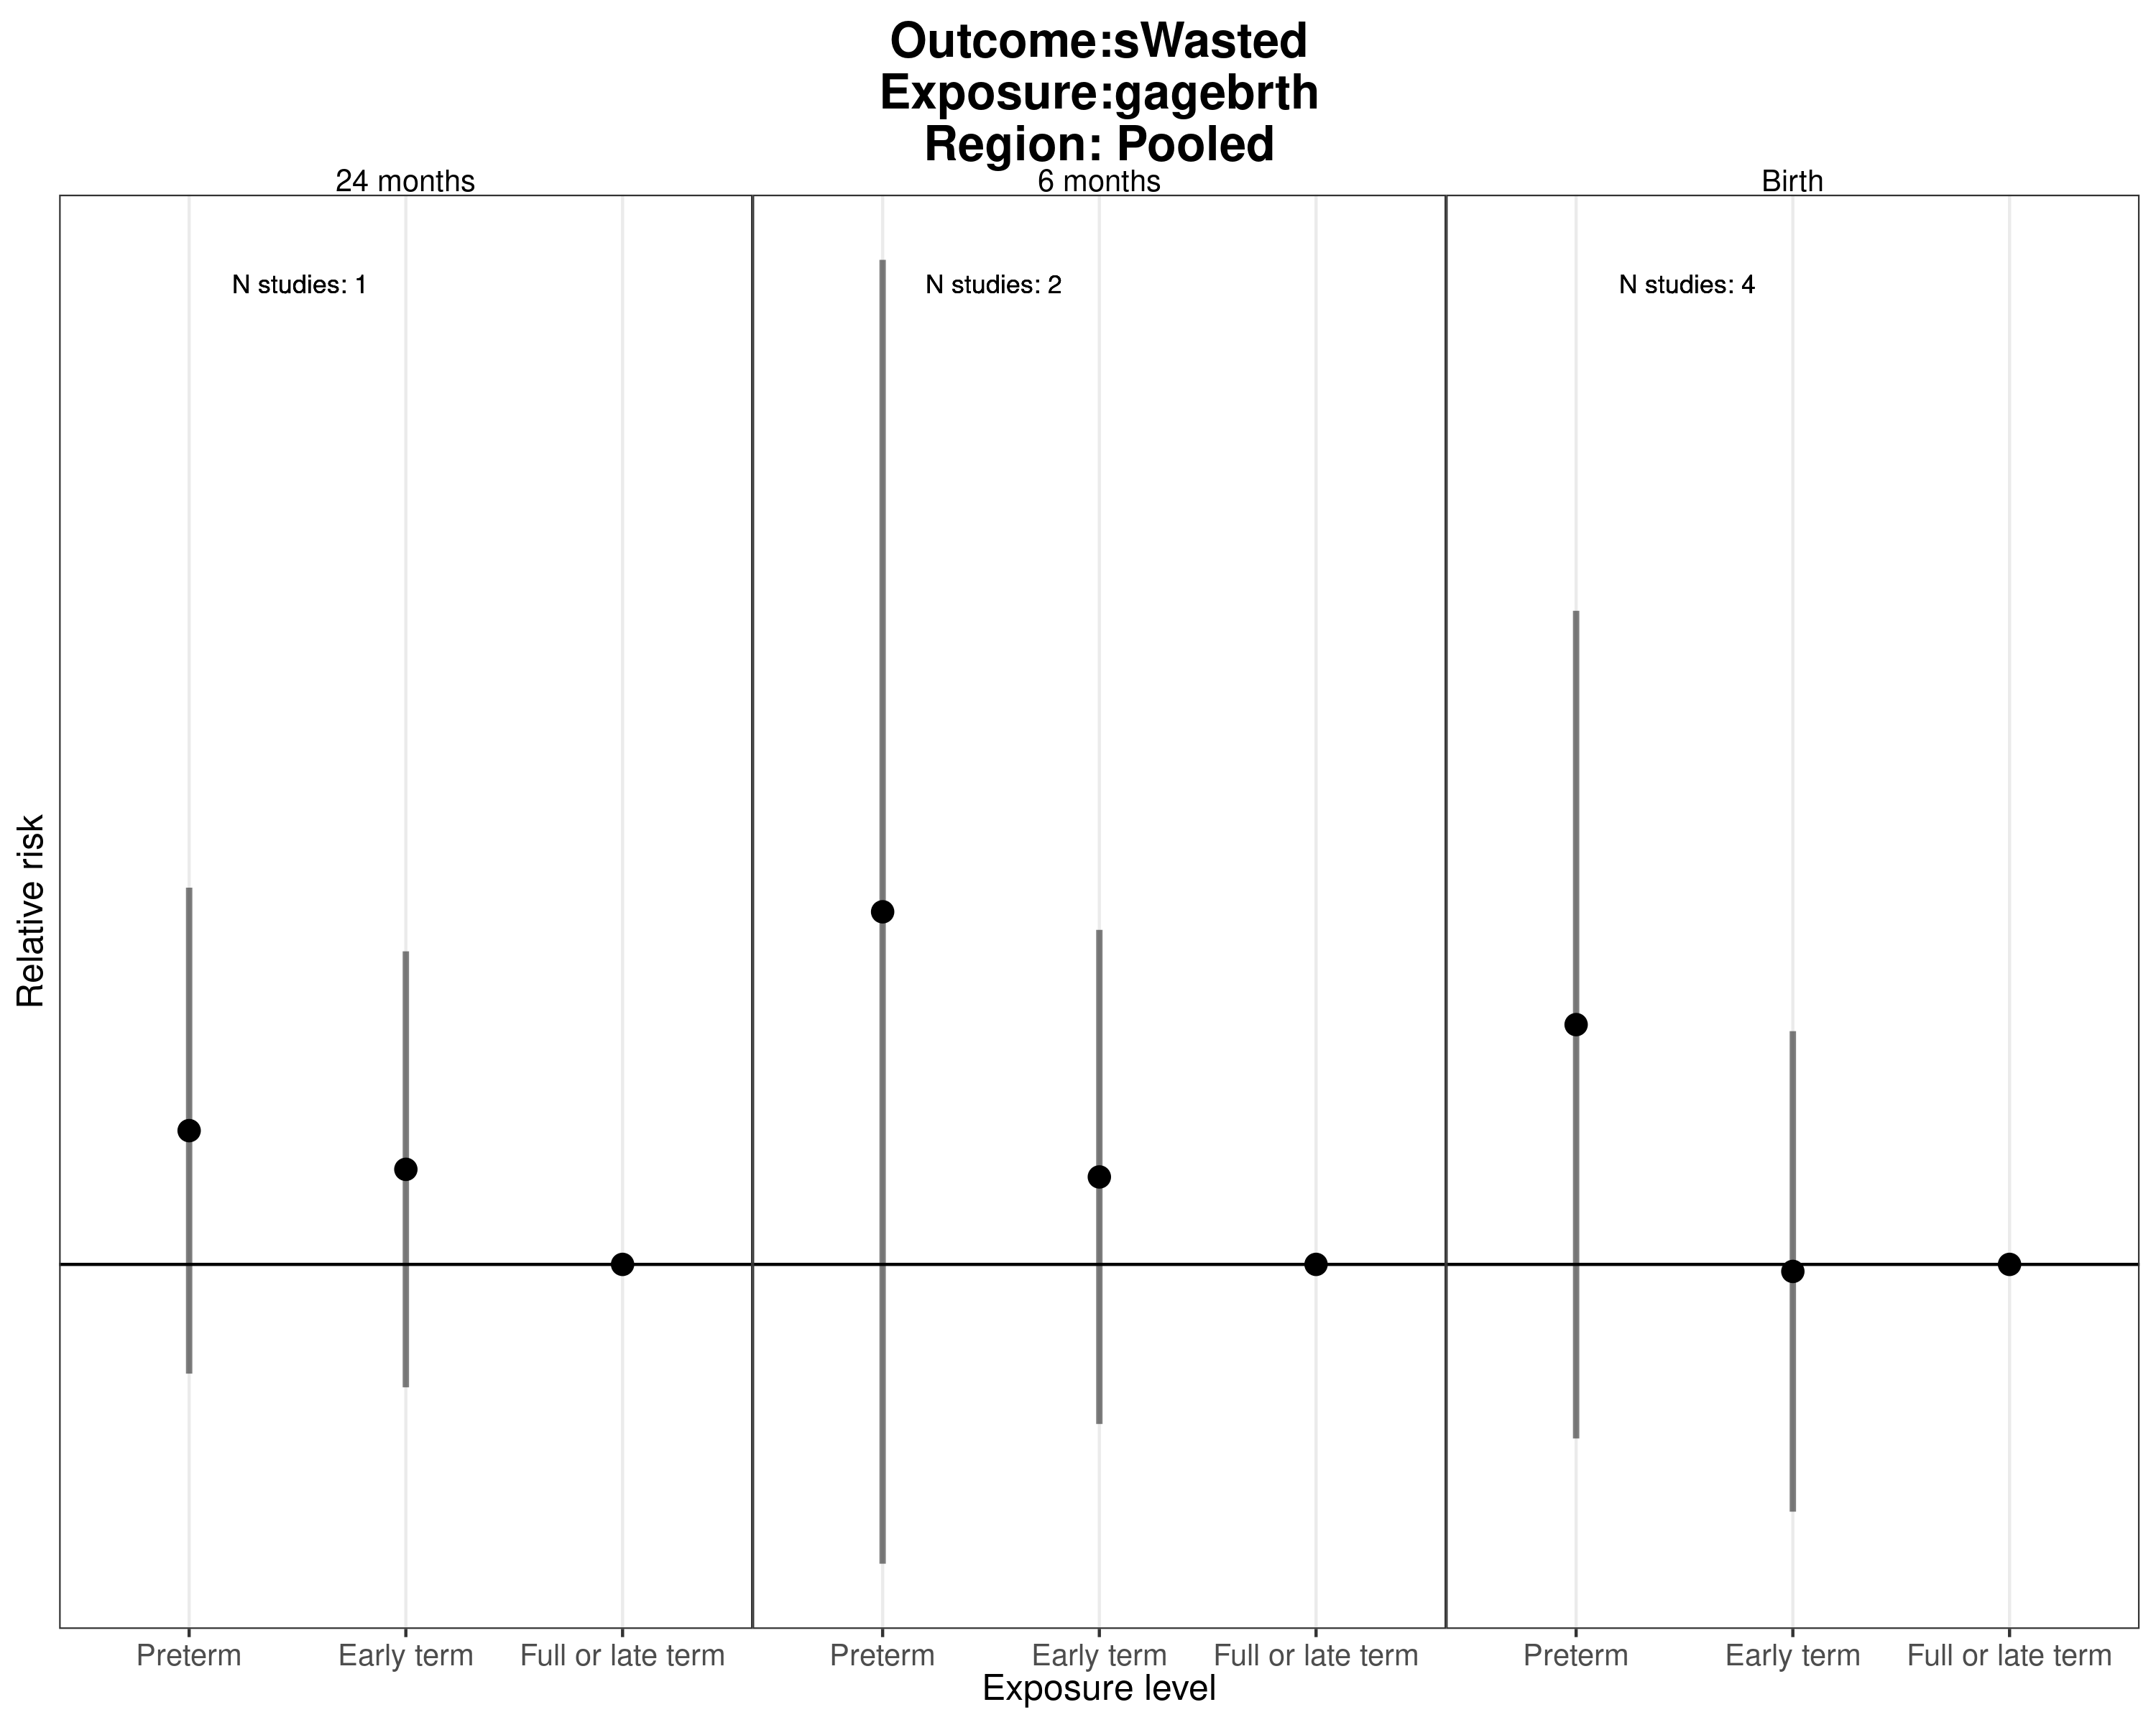 Outcome:sWasted
Exposure:gagebrth
Region: Pooled
24 months
6 months
Birth
N studies: 1
N studies: 2
N studies: 4
Relative risk
Preterm
Early term
Full or late term
Preterm
Early term
Full or late term
Preterm
Early term
Full or late term
Exposure level